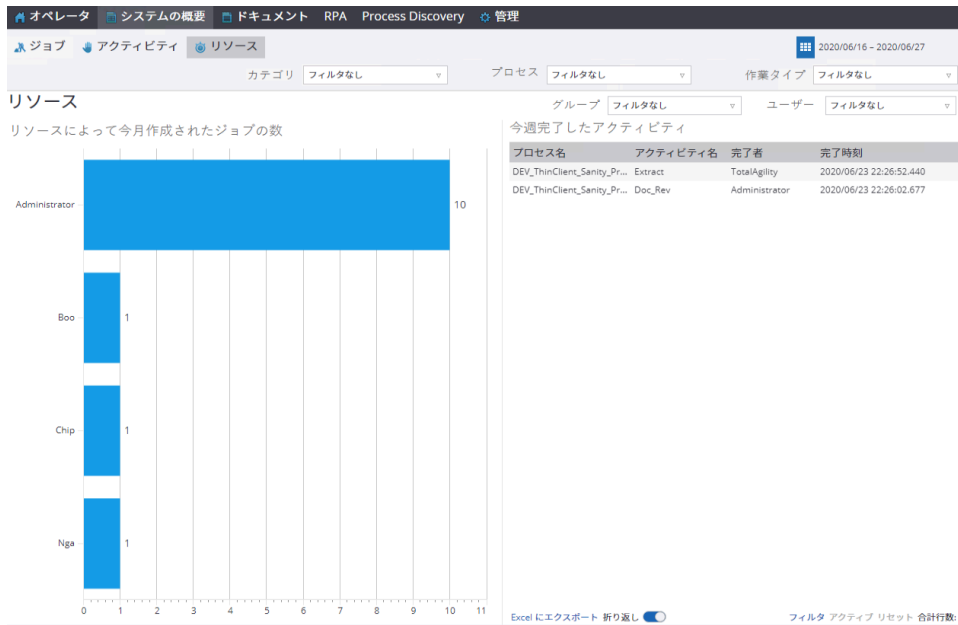 オペレータ システムの概要 ドキュメント RPA Process Discovery 管理
ジョブ アクティビティ リソース 2020/06/16 – 2020/06/27
カテゴリ フィルタなし プロセス フィルタなし 作業タイプ フィルタなし
リソース グループ フィルタなし ユーザー フィルタなし
リソースによって今月作成されたジョブの数
Administrator 10
Boo 1
Chip 1
Nga 1
0 1 2 3 4 5 6 7 8 9 10 11
今週完了したアクティビティ
プロセス名 アクティビティ名 完了者 完了時刻
DEV_ThinClient_Sanity_Pr... Extract TotalAgility 2020/06/23 22:26:52.440
DEV_ThinClient_Sanity_Pr... Doc_Rev Administrator 2020/06/23 22:26:02.677
Excel にエクスポート 折り返し フィルタ アクティブ リセット 合計行数: